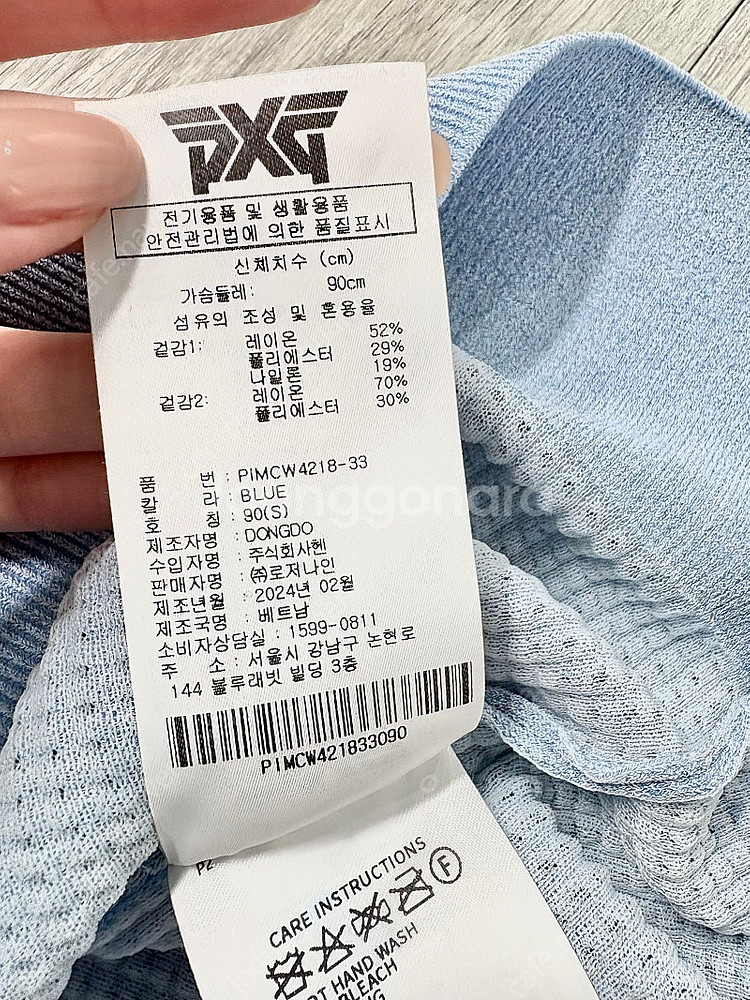 PXG
전기용품 및 생활용품
안전관리법에 의한 품질표시
신체치수 (cm)
가슴둘레: 90cm
섬유의 조성 및 혼용율
겉감1: 레이온 52%
폴리에스터 29%
나일론 19%
겉감2: 레이온 70%
폴리에스터 30%
품 번 : PIMCW4218-33
칼 라 : BLUE
호 칭 : 90(S)
제조자명 : DONGDO
수입자명 : 주식회사헨
판매자명 : ㈜로저나인
제조년월 : 2024년 02월
제조국명 : 베트남
소비자상담실 : 1599-0811
주 소 : 서울시 강남구 논현로
144 블루래빗 빌딩 3층
PIMCW421833090
CARE INSTRUCTIONS
F
HAND WASH
BLEACH